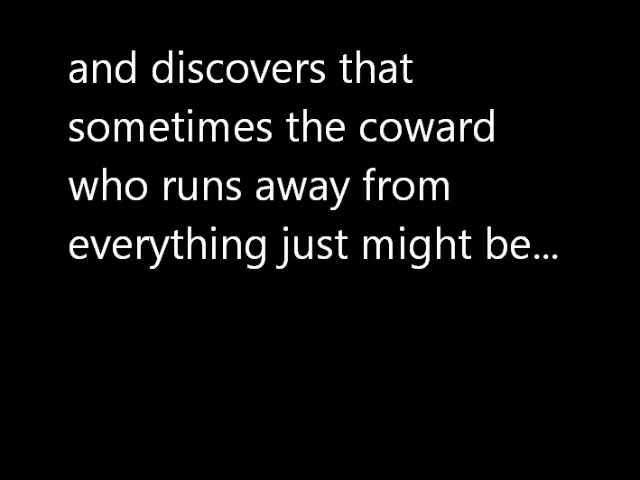 and discovers that
sometimes the coward
who runs away from
everything just might be...